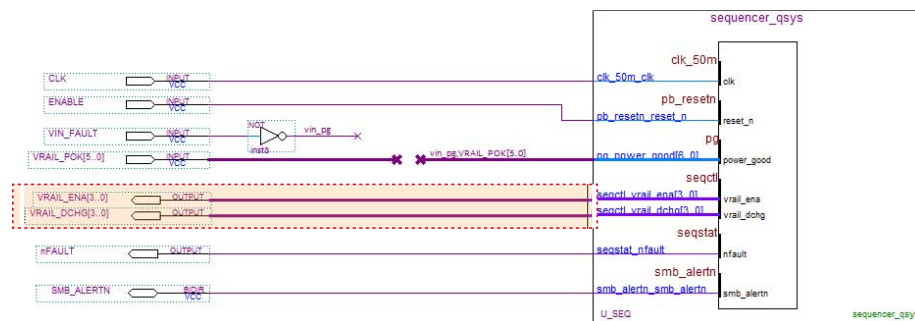 sequencer_qsys
clk_50m
CLK INPUT VCC clk_50m_clk clk
ENABLE INPUT VCC pb_resetn
pb_resetn_reset_n reset_n
VIN_FAULT INPUT VCC NOT inst8 vin_pg pg
VRAIL_POK[5..0] INPUT VCC vin_pg,VRAIL_POK[5..0] pg_power_good[6..0] power_good
seqctl
VRAIL_ENA[3..0] OUTPUT seqctl_vrail_ena[3..0] vrail_ena
VRAIL_DCHG[3..0] OUTPUT seqctl_vrail_dchg[3..0] vrail_dchg
seqstat
nFAULT OUTPUT seqstat_nfault nfault
smb_alertn
SMB_ALERTN BIDIR VCC smb_alertn_smb_alertn smb_alertn
U_SEQ sequencer_qsy